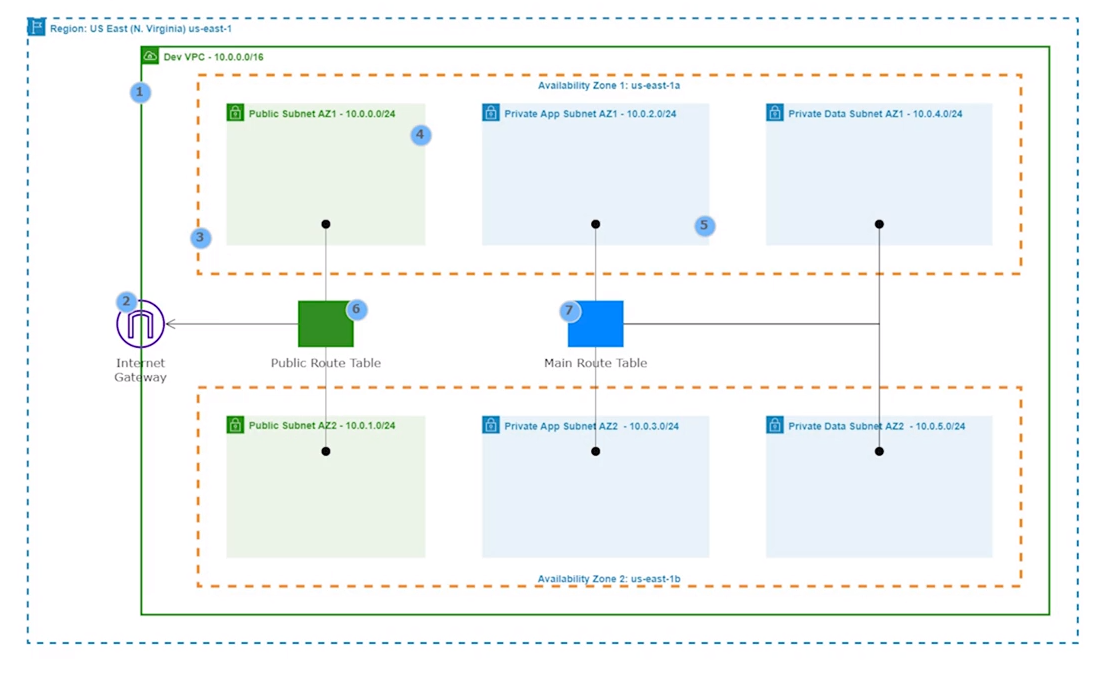 Region: US East (N. Virginia) us-east-1
Dev VPC - 10.0.0.0/16
Availability Zone 1: us-east-1a
1
Public Subnet AZ1 - 10.0.0.0/24
Private App Subnet AZ1 - 10.0.2.0/24
Private Data Subnet AZ1 - 10.0.4.0/24
4
5
3
2
6
7
Internet
Gateway
Public Route Table
Main Route Table
Public Subnet AZ2 - 10.0.1.0/24
Private App Subnet AZ2 - 10.0.3.0/24
Private Data Subnet AZ2 - 10.0.5.0/24
Availability Zone 2: us-east-1b